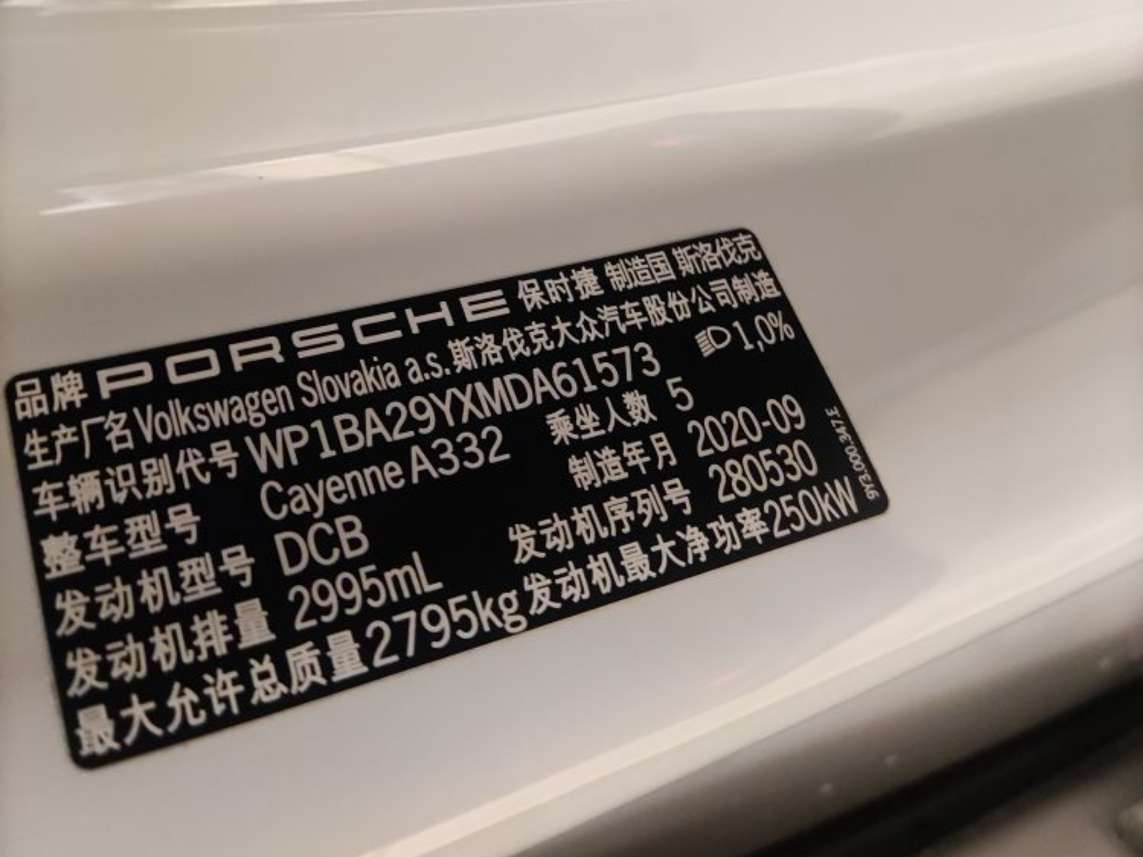 品牌 PORSCHE 保时捷 制造国 斯洛伐克
生产厂名 Volkswagen Slovakia a.s. 斯洛伐克大众汽车股份公司制造
车辆识别代号 WP1BA29YXMDA61573 1,0%
整车型号 Cayenne A332 乘坐人数 5
发动机型号 DCB 制造年月 2020-09
发动机排量 2995mL 发动机序列号 280530
最大允许总质量 2795kg 发动机最大净功率 250kW
9Y3.000.347.E